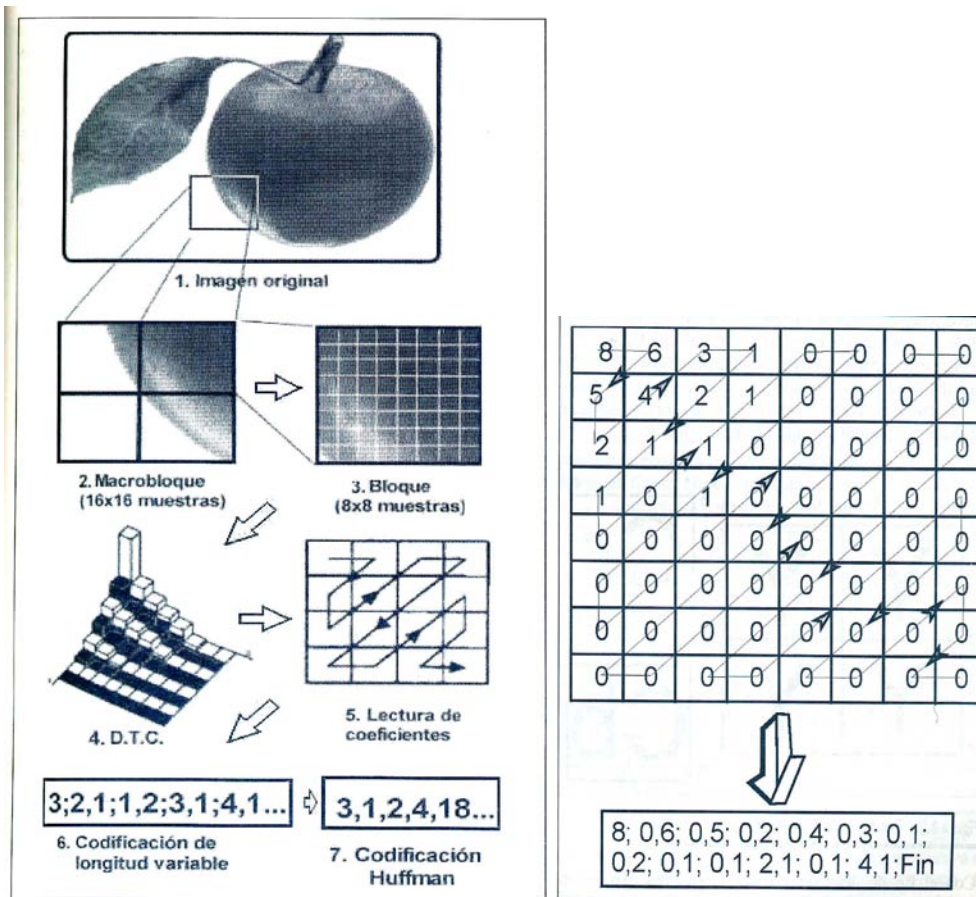 1. Imagen original
2. Macrobloque
(16x16 muestras)
3. Bloque
(8x8 muestras)
4. D.T.C.
5. Lectura de
coeficientes
3;2,1;1,2;3,1;4,1...
3,1,2,4,18...
6. Codificación de
longitud variable
7. Codificación
Huffman
8 6 3 1 0 0 0 0
5 4 2 1 0 0 0 0
2 1 1 0 0 0 0 0
1 0 1 0 0 0 0 0
0 0 0 0 0 0 0 0
0 0 0 0 0 0 0 0
0 0 0 0 0 0 0 0
0 0 0 0 0 0 0 0
8; 0,6; 0,5; 0,2; 0,4; 0,3; 0,1;
0,2; 0,1; 0,1; 2,1; 0,1; 4,1;Fin